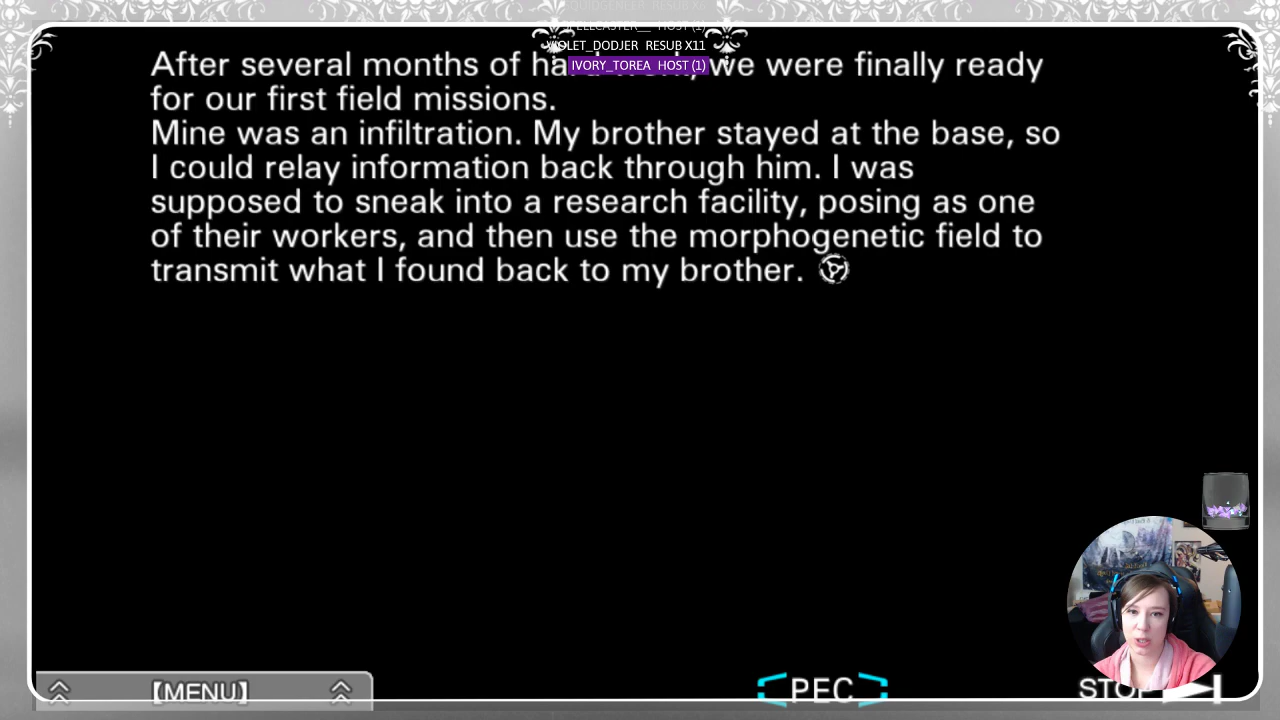 VIOLET_DODJER RESUB X11
IVORY_TOREA HOST (1)
After several months of we were finally ready
for our first field missions.
Mine was an infiltration. My brother stayed at the base, so
I could relay information back through him. I was
supposed to sneak into a research facility, posing as one
of their workers, and then use the morphogenetic field to
transmit what I found back to my brother.
[MENU]
PEC
STOP